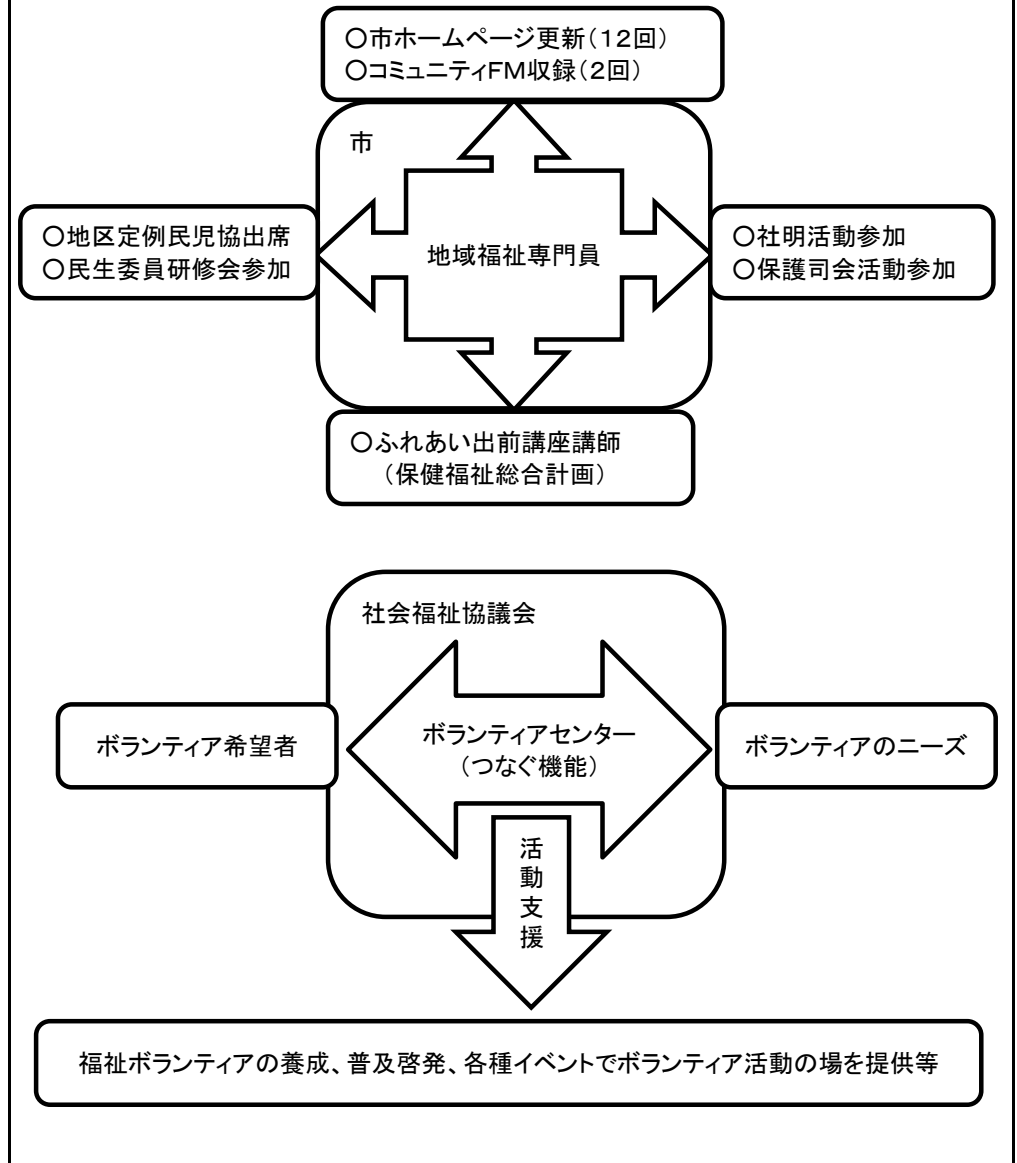 〇市ホームページ更新(12回)
〇コミュニティFM収録(2回)
市
〇地区定例民児協出席
〇民生委員研修会参加
地域福祉専門員
〇社明活動参加
〇保護司会活動参加
〇ふれあい出前講座講師
(保健福祉総合計画)
社会福祉協議会
ボランティア希望者
ボランティアセンター
(つなぐ機能)
ボランティアのニーズ
活動支援
福祉ボランティアの養成、普及啓発、各種イベントでボランティア活動の場を提供等